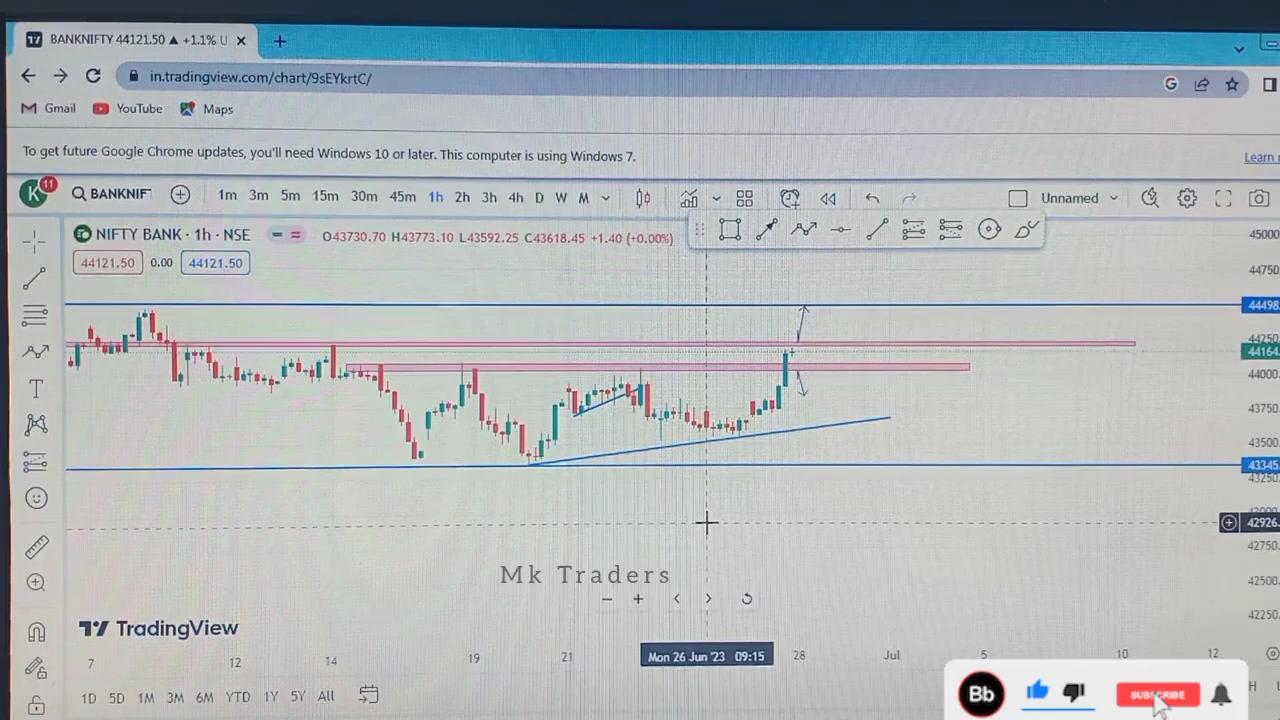 BANKNIFTY 44121.50 ▲ +1.1% U
in.tradingview.com/chart/9sEYkrtC/
Gmail YouTube Maps
To get future Google Chrome updates, you'll need Windows 10 or later. This computer is using Windows 7.
Learn
K 11 BANKNIF 1m 3m 5m 15m 30m 45m 1h 2h 3h 4h D W M Unnamed
NIFTY BANK · 1h · NSE O43730.70 H43773.10 L43592.25 C43618.45 +1.40 (+0.00%)
44121.50 0.00 44121.50
45000
44750
44498
44250
44164
44000
43750
43500
43345
43250
42926
42750
42500
42250
Mk Traders
TradingView
7 12 14 19 21 Mon 26 Jun '23 09:15 28 Jul 5 10 12
1D 5D 1M 3M 6M YTD 1Y 5Y All
Bb SUBSCRIBE